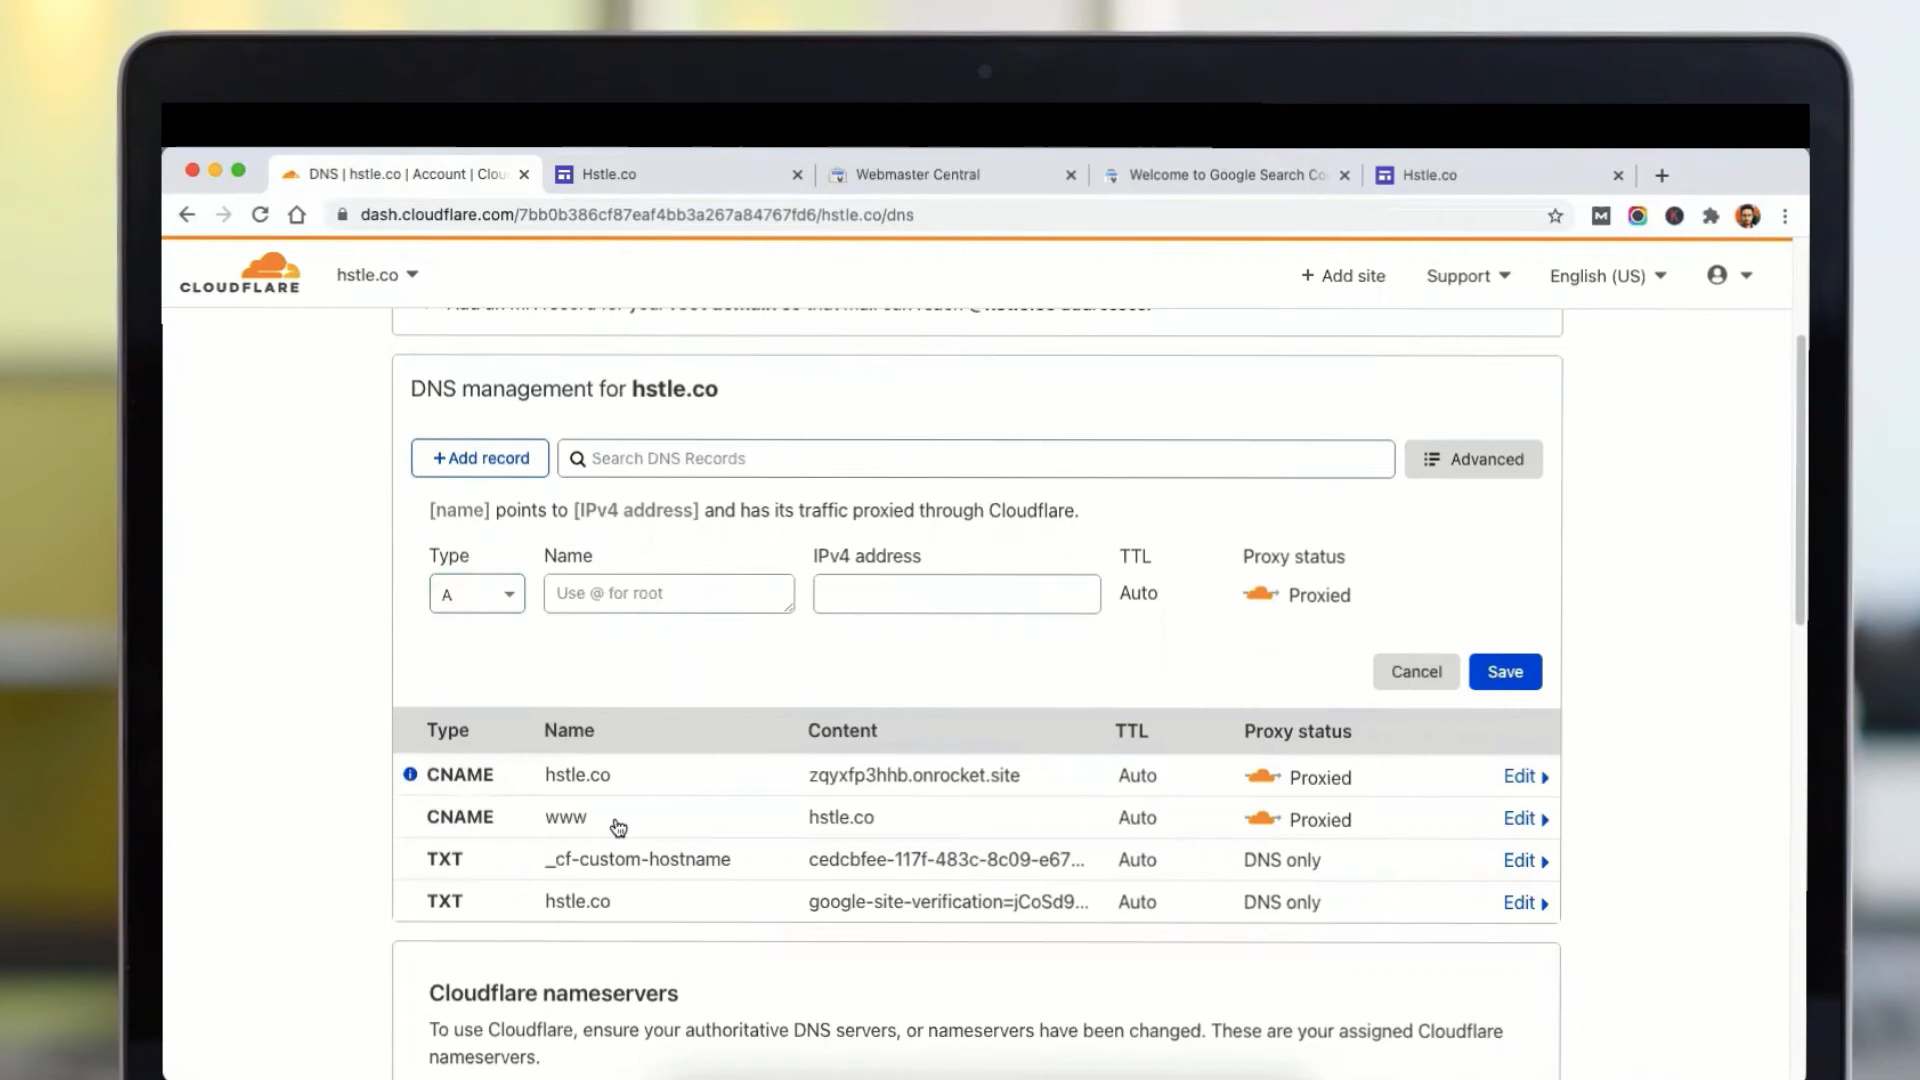 DNS | hstle.co | Account | Clou
Hstle.co
Webmaster Central
Welcome to Google Search Co
Hstle.co
dash.cloudflare.com/7bb0b386cf87eaf4bb3a267a84767fd6/hstle.co/dns
CLOUDFLARE
hstle.co
+ Add site
Support
English (US)
DNS management for hstle.co
+Add record
Search DNS Records
Advanced
[name] points to [IPv4 address] and has its traffic proxied through Cloudflare.
Type Name IPv4 address TTL Proxy status
A Use @ for root Auto Proxied
Cancel Save
Type Name Content TTL Proxy status
CNAME hstle.co zqyxfp3hhb.onrocket.site Auto Proxied Edit
CNAME www hstle.co Auto Proxied Edit
TXT _cf-custom-hostname cedcbfee-117f-483c-8c09-e67... Auto DNS only Edit
TXT hstle.co google-site-verification=jCoSd9... Auto DNS only Edit
Cloudflare nameservers
To use Cloudflare, ensure your authoritative DNS servers, or nameservers have been changed. These are your assigned Cloudflare
nameservers.